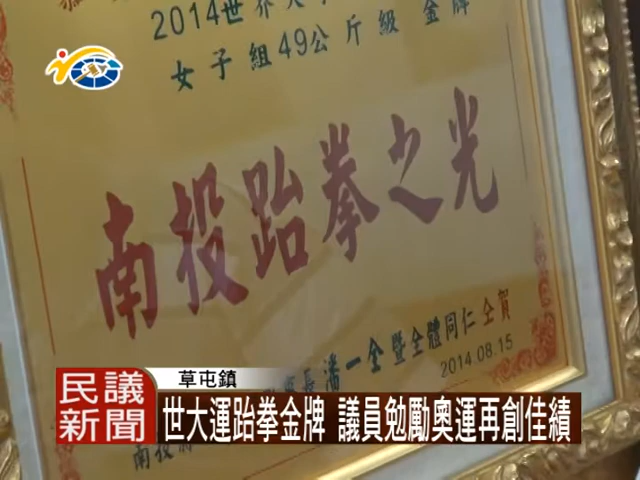 2014世界大
女子組49公斤級 金牌
南投跆拳之光
長潘一全暨全體同仁仝賀
2014.08.15
民議新聞
草屯鎮
世大運跆拳金牌 議員勉勵奧運再創佳績
南投縣